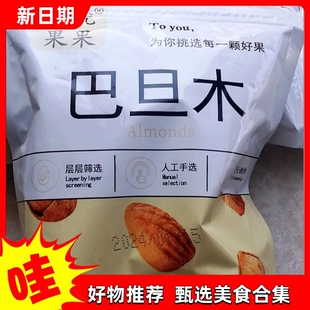 新日期
果果
To you,
为你挑选每一颗好果
巴旦木
Almonds
层层筛选
Layer by layer
screening
人工手选
Manual
selection
哇
好物推荐 甄选美食合集